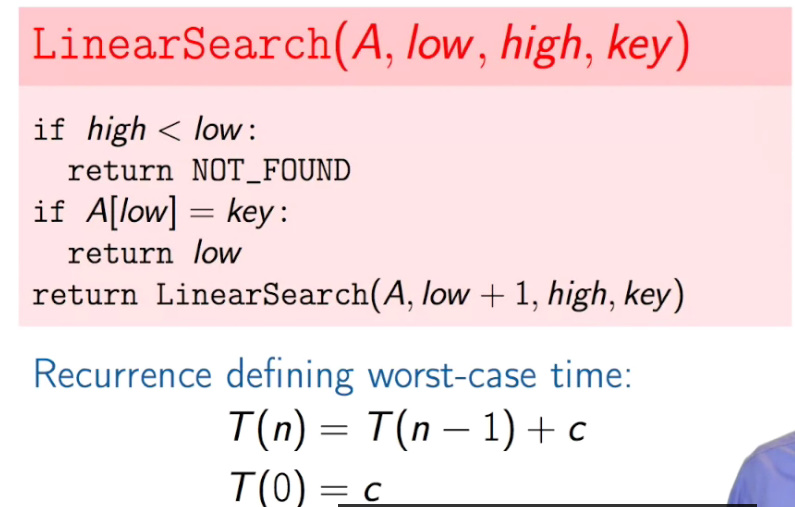 LinearSearch(A, low, high, key)
if high < low:
return NOT_FOUND
if A[low] = key:
return low
return LinearSearch(A, low + 1, high, key)
Recurrence defining worst-case time:
T(n) = T(n − 1) + c
T(0) = c